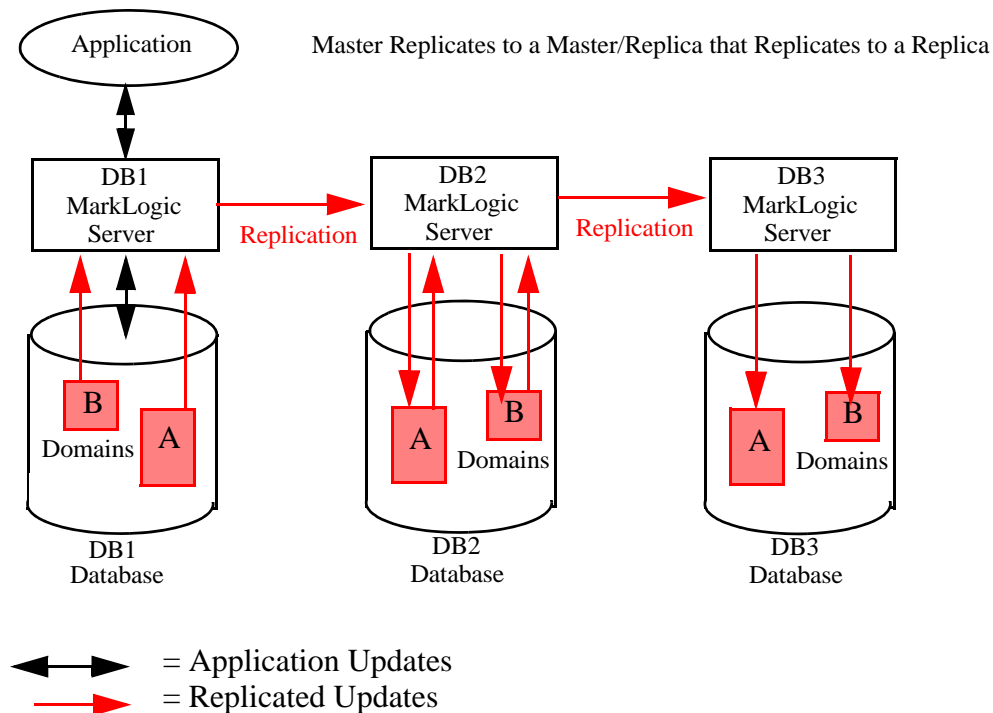 Application
Master Replicates to a Master/Replica that Replicates to a Replica
DB1
MarkLogic
Server
Replication
DB2
MarkLogic
Server
Replication
DB3
MarkLogic
Server
B
A
Domains
A
B
Domains
A
B
Domains
DB1
Database
DB2
Database
DB3
Database
= Application Updates
= Replicated Updates